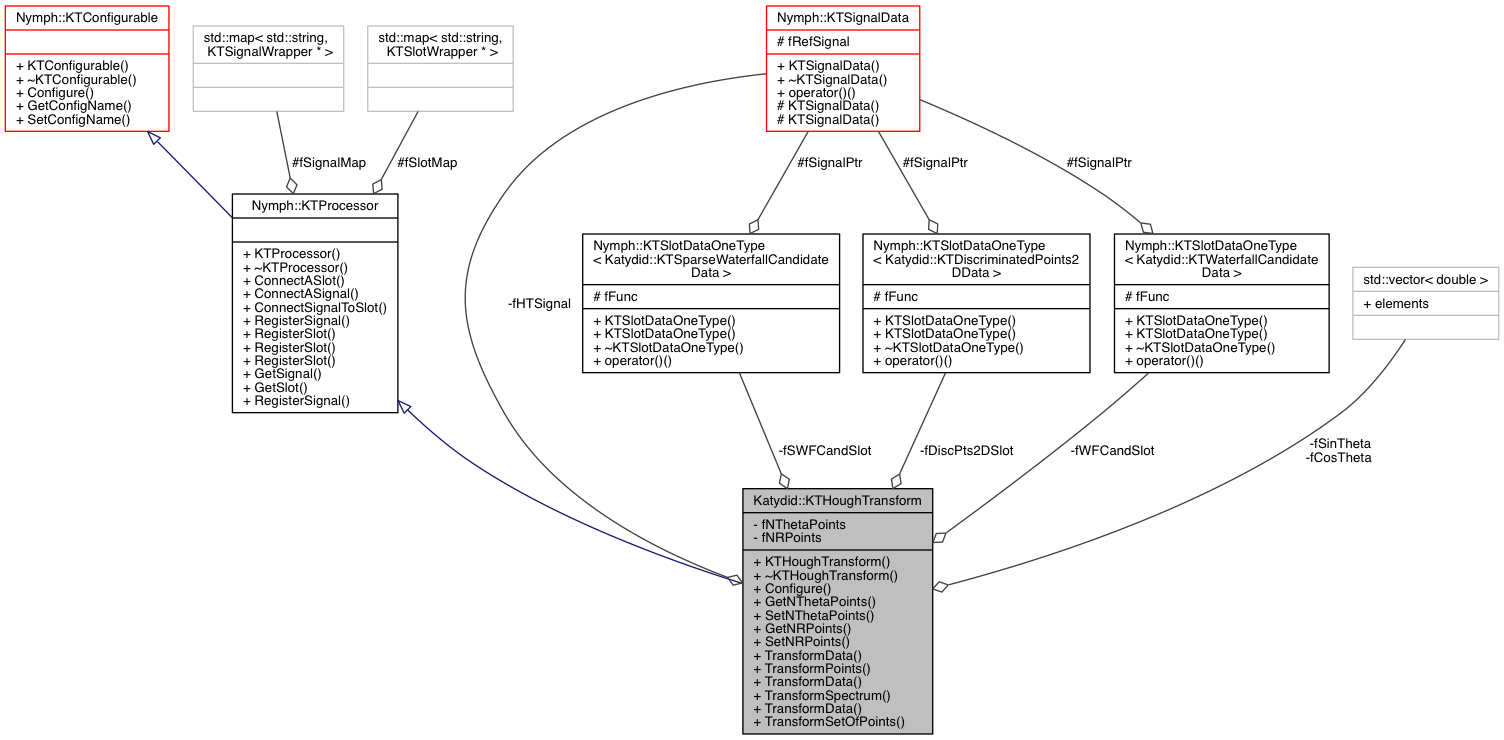 Nymph::KTConfigurable
+ KTConfigurable()
+ ~KTConfigurable()
+ Configure()
+ GetConfigName()
+ SetConfigName()
std::map< std::string,
KTSignalWrapper * >
std::map< std::string,
KTSlotWrapper * >
Nymph::KTSignalData
# fRefSignal
+ KTSignalData()
+ ~KTSignalData()
+ operator()()
# KTSignalData()
# KTSignalData()
#fSignalMap
#fSlotMap
#fSignalPtr
#fSignalPtr
#fSignalPtr
Nymph::KTProcessor
+ KTProcessor()
+ ~KTProcessor()
+ ConnectASlot()
+ ConnectASignal()
+ ConnectSignalToSlot()
+ RegisterSignal()
+ RegisterSlot()
+ RegisterSlot()
+ RegisterSlot()
+ GetSignal()
+ GetSlot()
+ RegisterSignal()
-fHTSignal
Nymph::KTSlotDataOneType
< Katydid::KTSparseWaterfallCandidate
Data >
# fFunc
+ KTSlotDataOneType()
+ KTSlotDataOneType()
+ ~KTSlotDataOneType()
+ operator()()
Nymph::KTSlotDataOneType
< Katydid::KTDiscriminatedPoints2
DData >
# fFunc
+ KTSlotDataOneType()
+ KTSlotDataOneType()
+ ~KTSlotDataOneType()
+ operator()()
Nymph::KTSlotDataOneType
< Katydid::KTWaterfallCandidate
Data >
# fFunc
+ KTSlotDataOneType()
+ KTSlotDataOneType()
+ ~KTSlotDataOneType()
+ operator()()
std::vector< double >
+ elements
-fSWFCandSlot
-fDiscPts2DSlot
-fWFCandSlot
-fSinTheta
-fCosTheta
Katydid::KTHoughTransform
- fNThetaPoints
- fNRPoints
+ KTHoughTransform()
+ ~KTHoughTransform()
+ Configure()
+ GetNThetaPoints()
+ SetNThetaPoints()
+ GetNRPoints()
+ SetNRPoints()
+ TransformData()
+ TransformPoints()
+ TransformData()
+ TransformSpectrum()
+ TransformData()
+ TransformSetOfPoints()